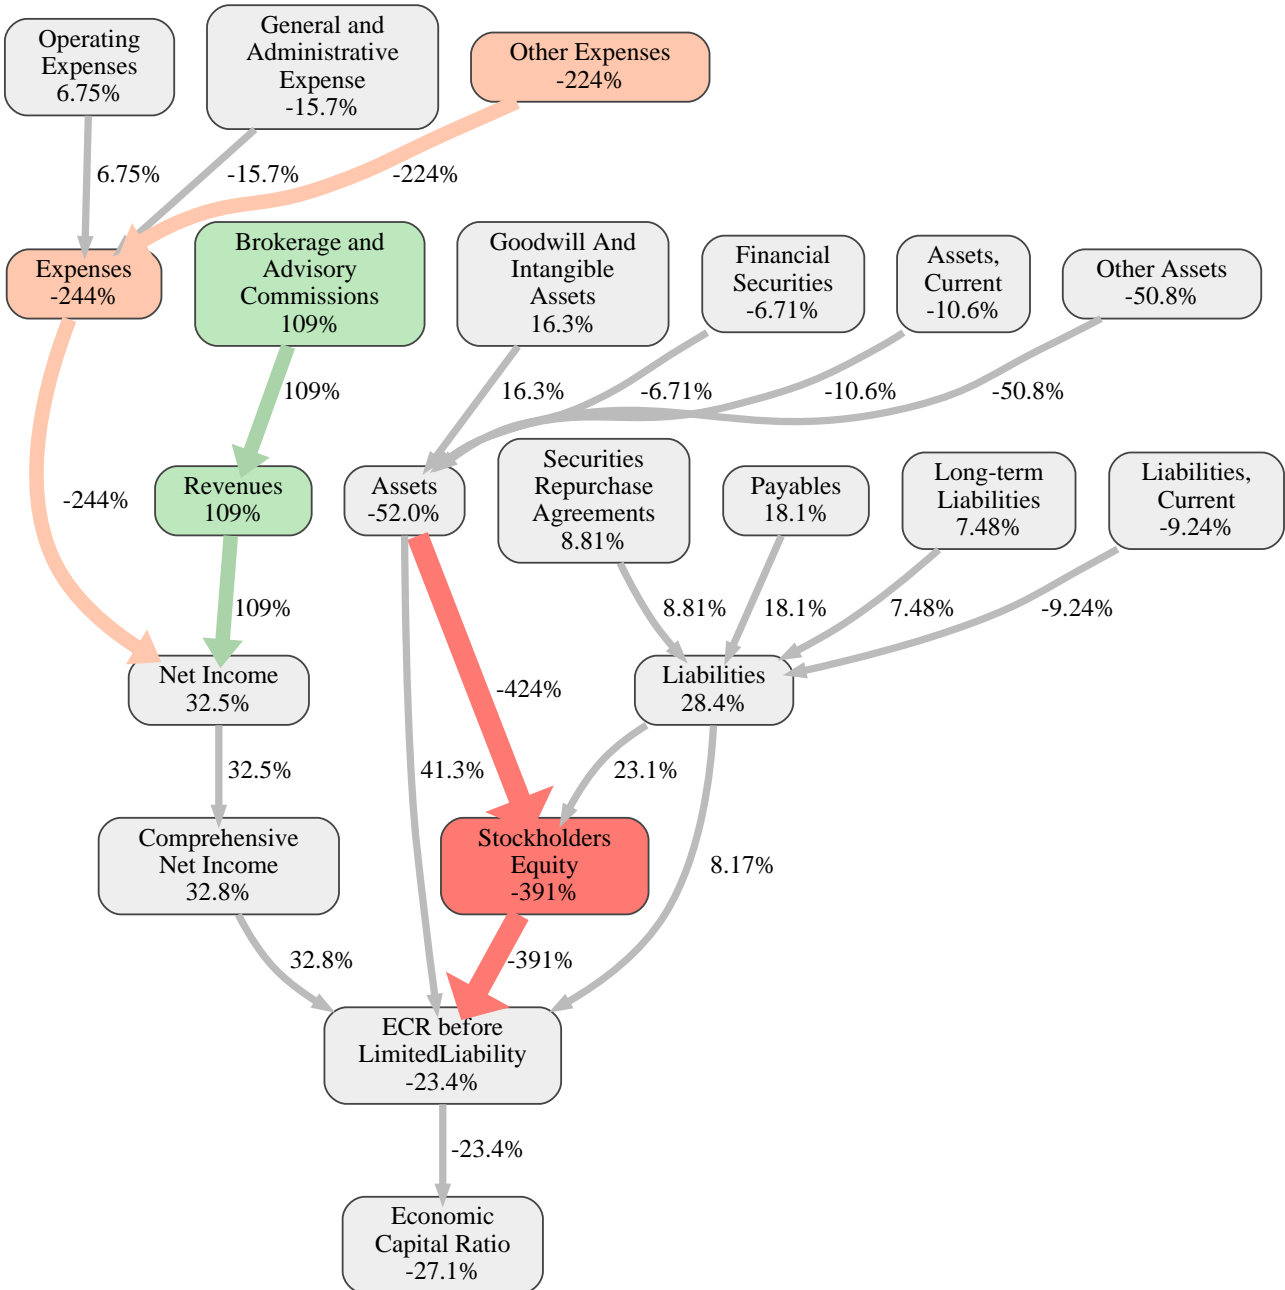 Operating
Expenses
6.75%
General and
Administrative
Expense
-15.7%
Other Expenses
-224%
6.75%
-15.7%
-224%
Expenses
-244%
Brokerage and
Advisory
Commissions
109%
Goodwill And
Intangible
Assets
16.3%
Financial
Securities
-6.71%
Assets,
Current
-10.6%
Other Assets
-50.8%
109%
16.3%
-6.71%
-10.6%
-50.8%
-244%
Revenues
109%
Assets
-52.0%
Securities
Repurchase
Agreements
8.81%
Payables
18.1%
Long-term
Liabilities
7.48%
Liabilities,
Current
-9.24%
109%
8.81%
18.1%
7.48%
-9.24%
Net Income
32.5%
-424%
Liabilities
28.4%
32.5%
41.3%
23.1%
Comprehensive
Net Income
32.8%
Stockholders
Equity
-391%
8.17%
32.8%
-391%
ECR before
LimitedLiability
-23.4%
-23.4%
Economic
Capital Ratio
-27.1%